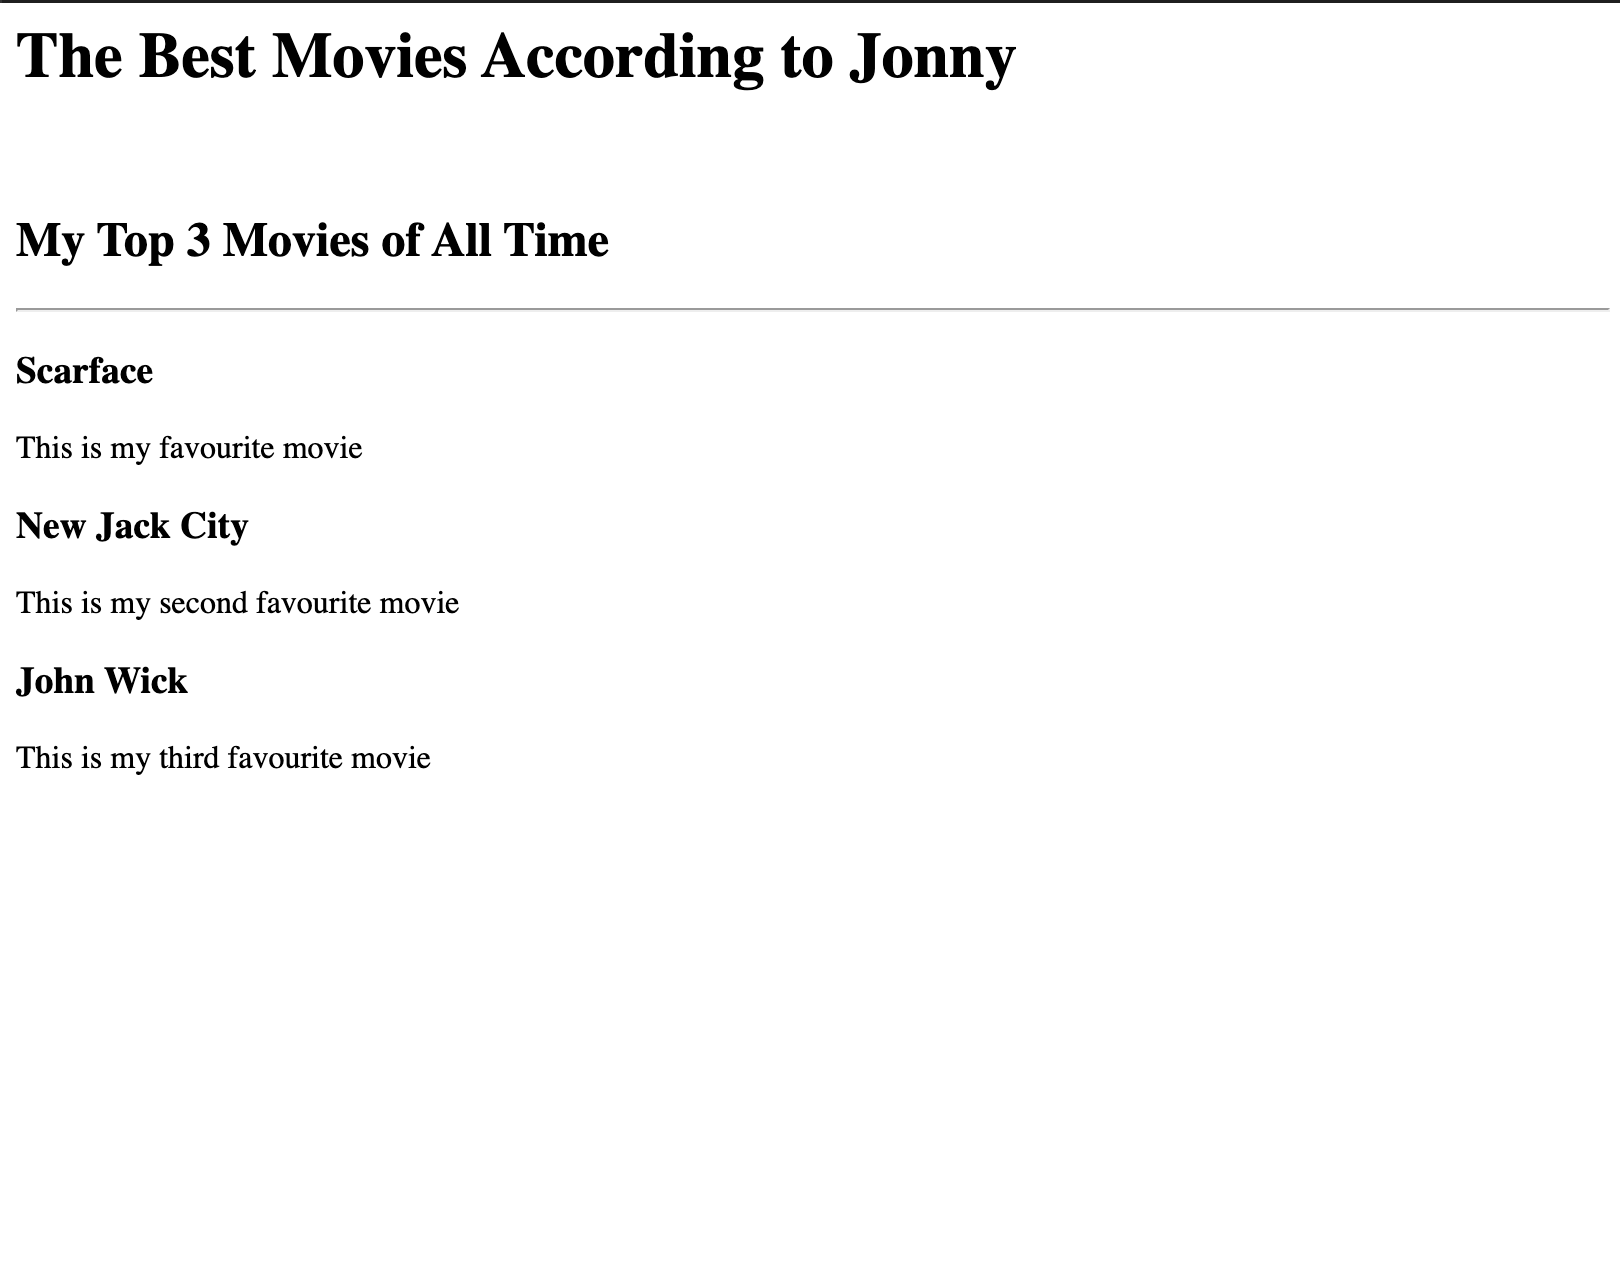 The Best Movies According to Jonny
My Top 3 Movies of All Time
Scarface
This is my favourite movie
New Jack City
This is my second favourite movie
John Wick
This is my third favourite movie